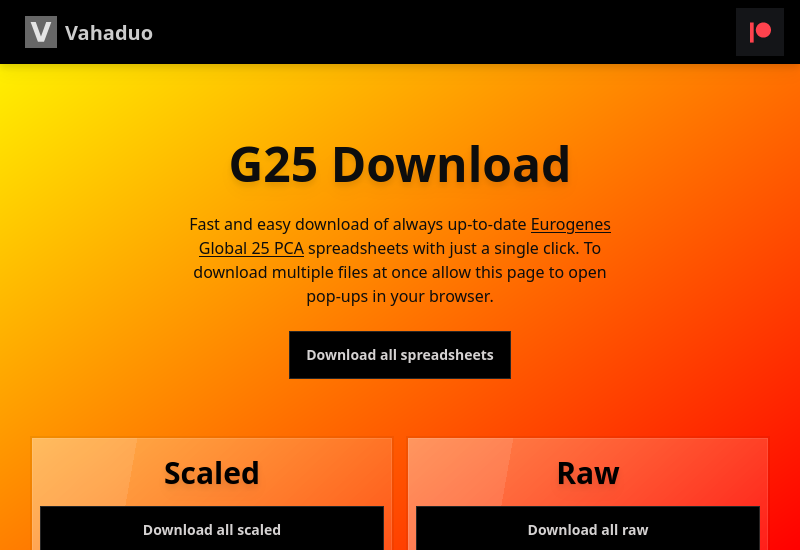 V Vahaduo
G25 Download
Fast and easy download of always up-to-date Eurogenes
Global 25 PCA spreadsheets with just a single click. To
download multiple files at once allow this page to open
pop-ups in your browser.
Download all spreadsheets
Scaled
Download all scaled
Raw
Download all raw